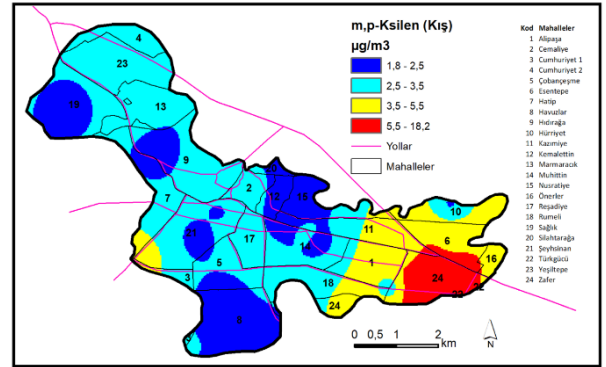 m,p-Ksilen (Kış)
µg/m3
1,8 - 2,5
2,5 - 3,5
3,5 - 5,5
5,5 - 18,2
Yollar
Mahalleler
Kod Mahalleler
1 Alipaşa
2 Cemaliye
3 Cumhuriyet 1
4 Cumhuriyet 2
5 Çobançeşme
6 Esentepe
7 Hatip
8 Havuzlar
9 Hıdırağa
10 Hürriyet
11 Kazımiye
12 Kemalettin
13 Marmaracık
14 Muhittin
15 Nusratiye
16 Önerler
17 Reşadiye
18 Rumeli
19 Sağlık
20 Silahtarağa
21 Şeyhsinan
22 Türkgücü
23 Yeşiltepe
24 Zafer
4
23
19
13
9
20
2
12
15
7
10
21
17
14
11
6
5
1
16
3
18
24
22
24
8
0 0,5 1 2
km
N